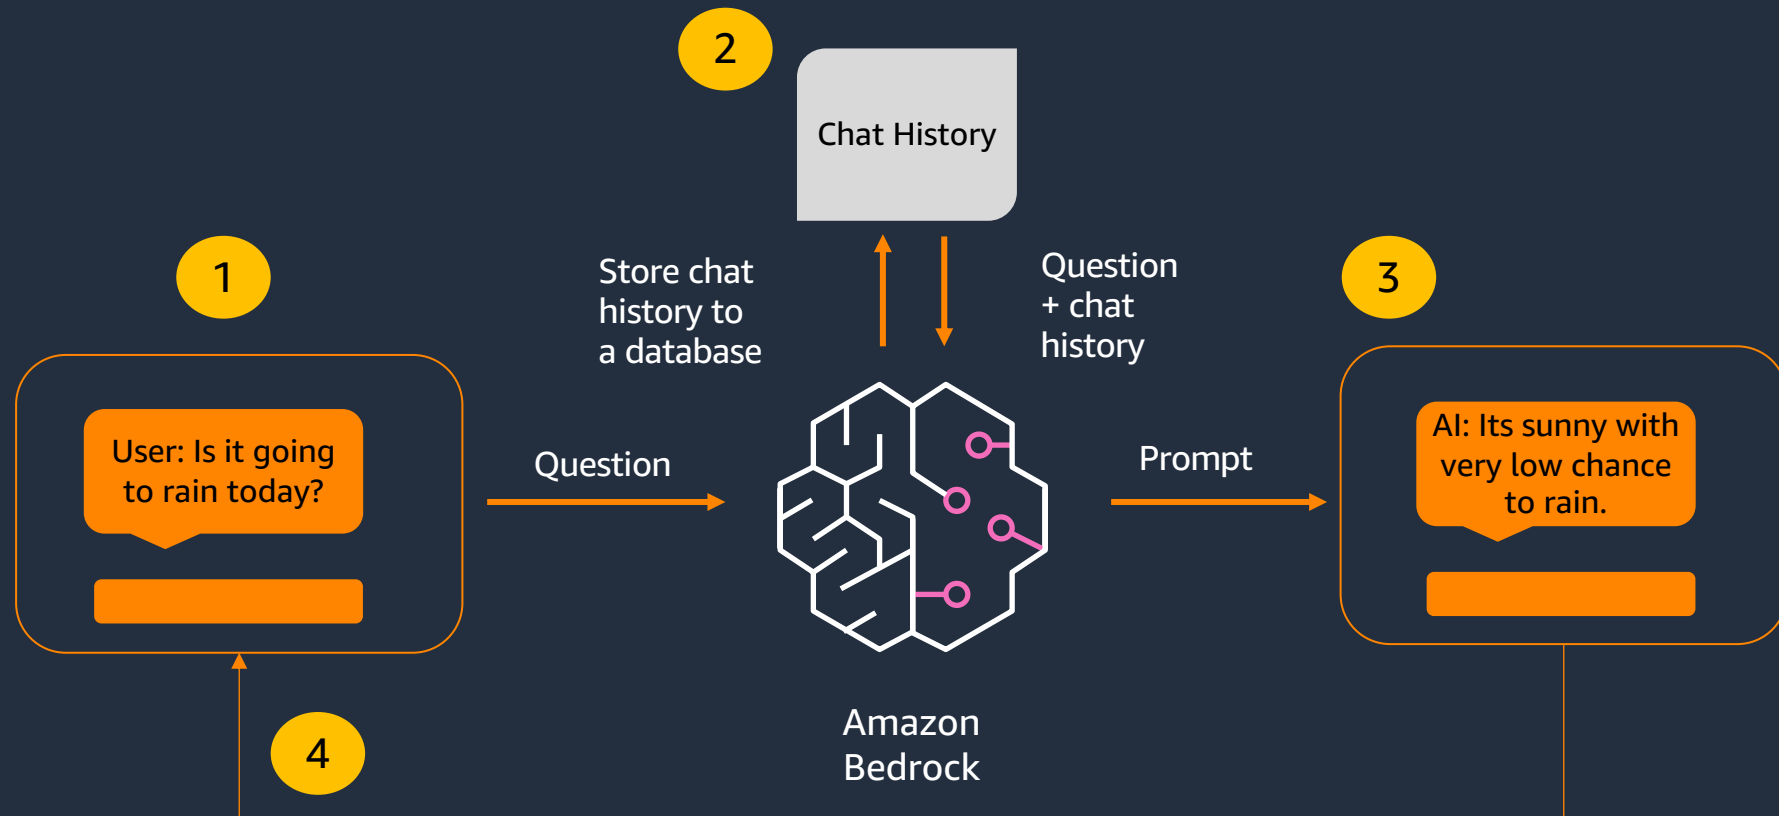 2
Chat History
1
Store chat
history to
a database
Question
+ chat
history
3
User: Is it going
to rain today?
Question
Prompt
AI: Its sunny with
very low chance
to rain.
4
Amazon
Bedrock